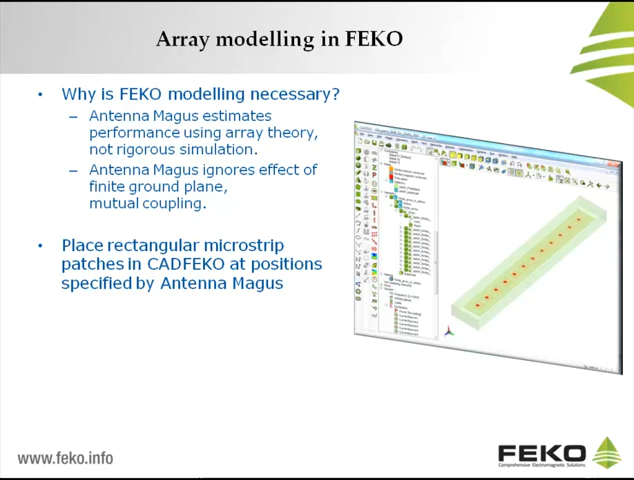 Array modelling in FEKO
• Why is FEKO modelling necessary?
– Antenna Magus estimates
performance using array theory,
not rigorous simulation.
– Antenna Magus ignores effect of
finite ground plane,
mutual coupling.
• Place rectangular microstrip
patches in CADFEKO at positions
specified by Antenna Magus
www.feko.info
FEKO
Comprehensive Electromagnetic Solutions